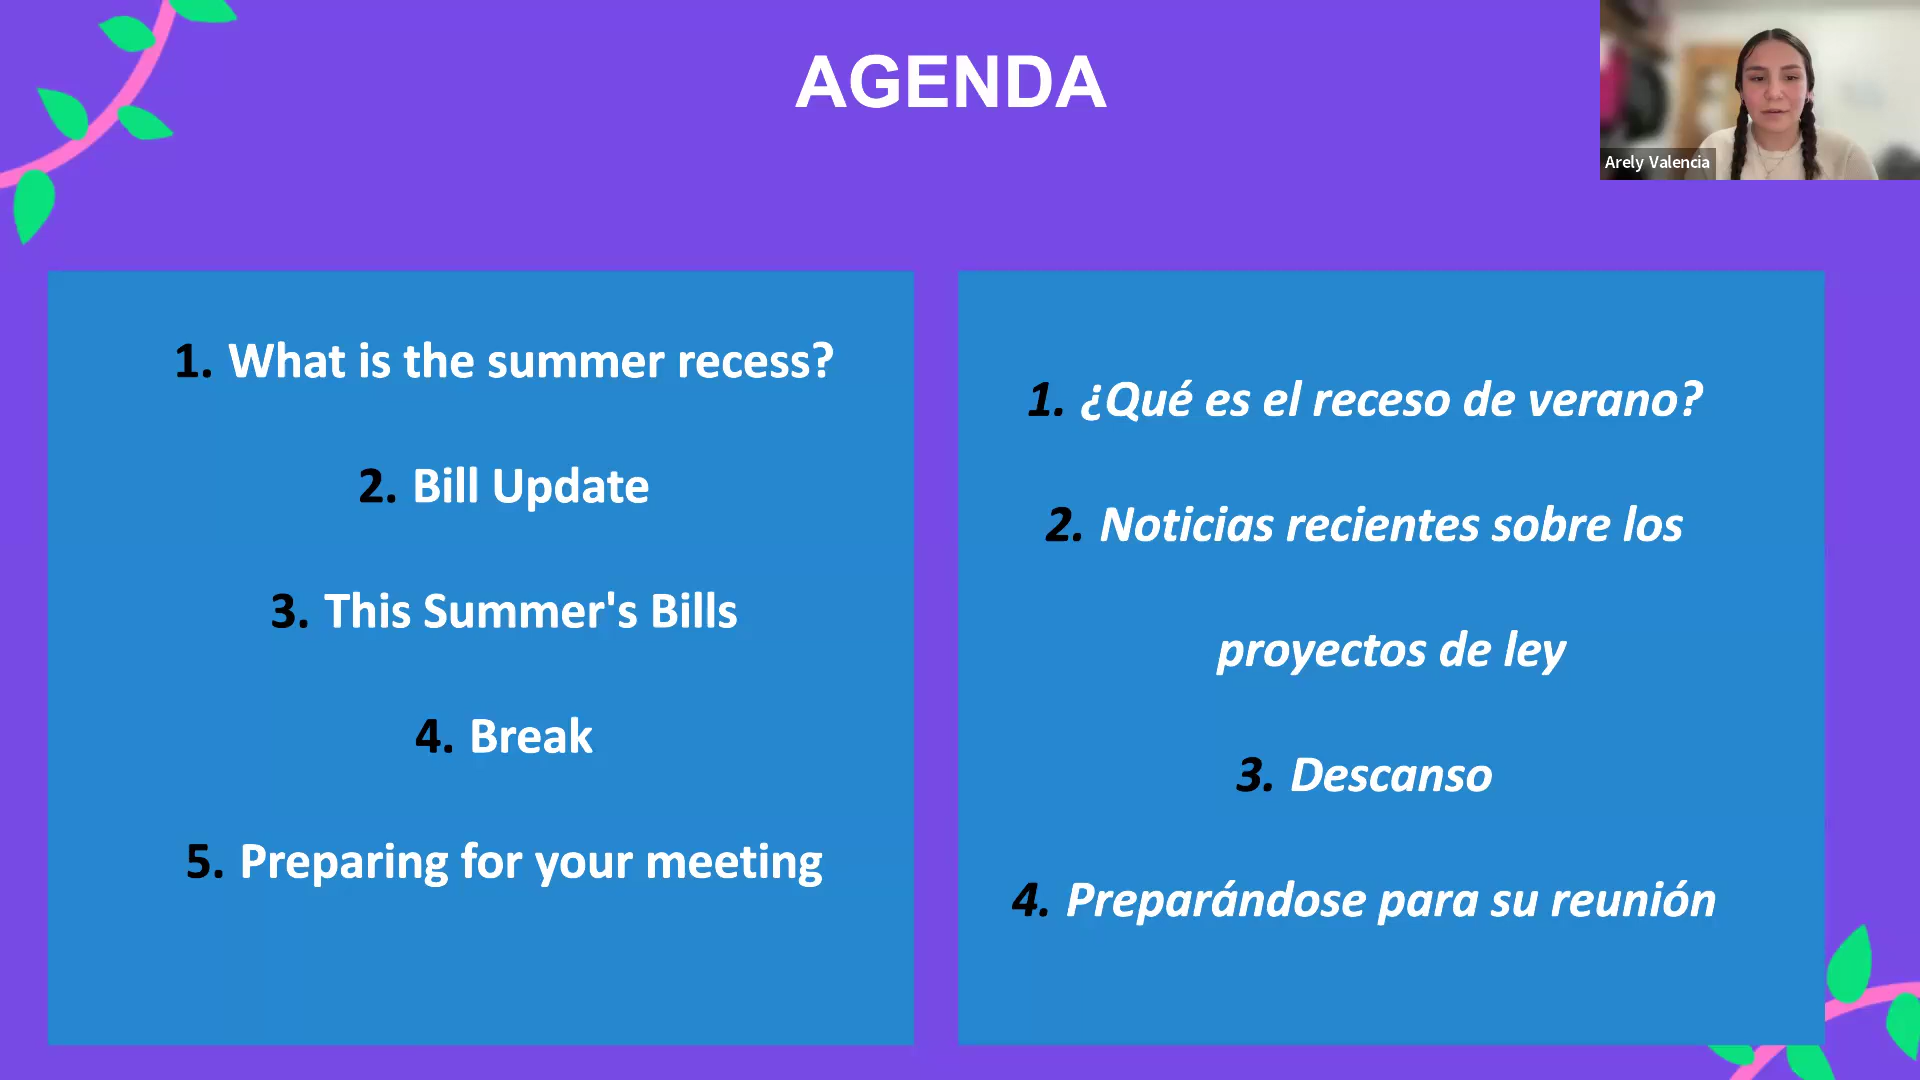 AGENDA
Arely Valencia
1. What is the summer recess?
2. Bill Update
3. This Summer's Bills
4. Break
5. Preparing for your meeting
1. ¿Qué es el receso de verano?
2. Noticias recientes sobre los
proyectos de ley
3. Descanso
4. Preparándose para su reunión